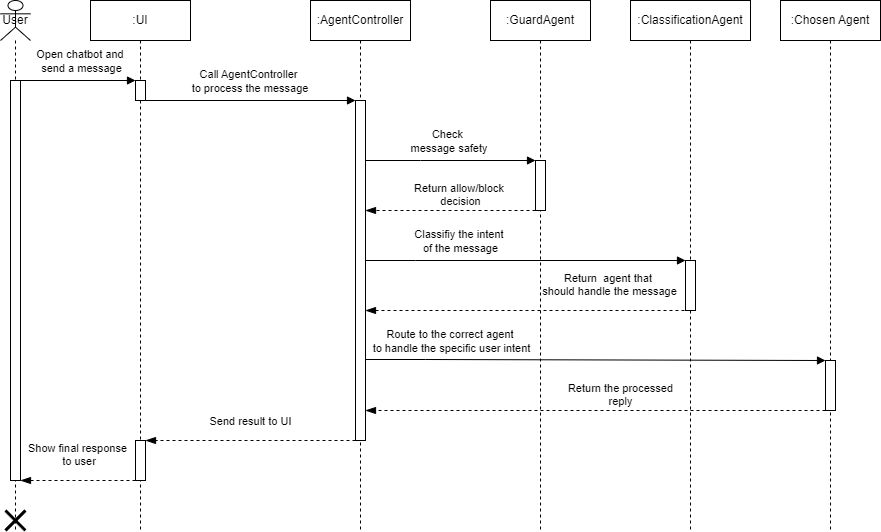 User
:UI
:AgentController
:GuardAgent
:ClassificationAgent
:Chosen Agent
Open chatbot and
send a message
Call AgentController
to process the message
Check
message safety
Return allow/block
decision
Classifiy the intent
of the message
Return agent that
should handle the message
Route to the correct agent
to handle the specific user intent
Return the processed
reply
Send result to UI
Show final response
to user